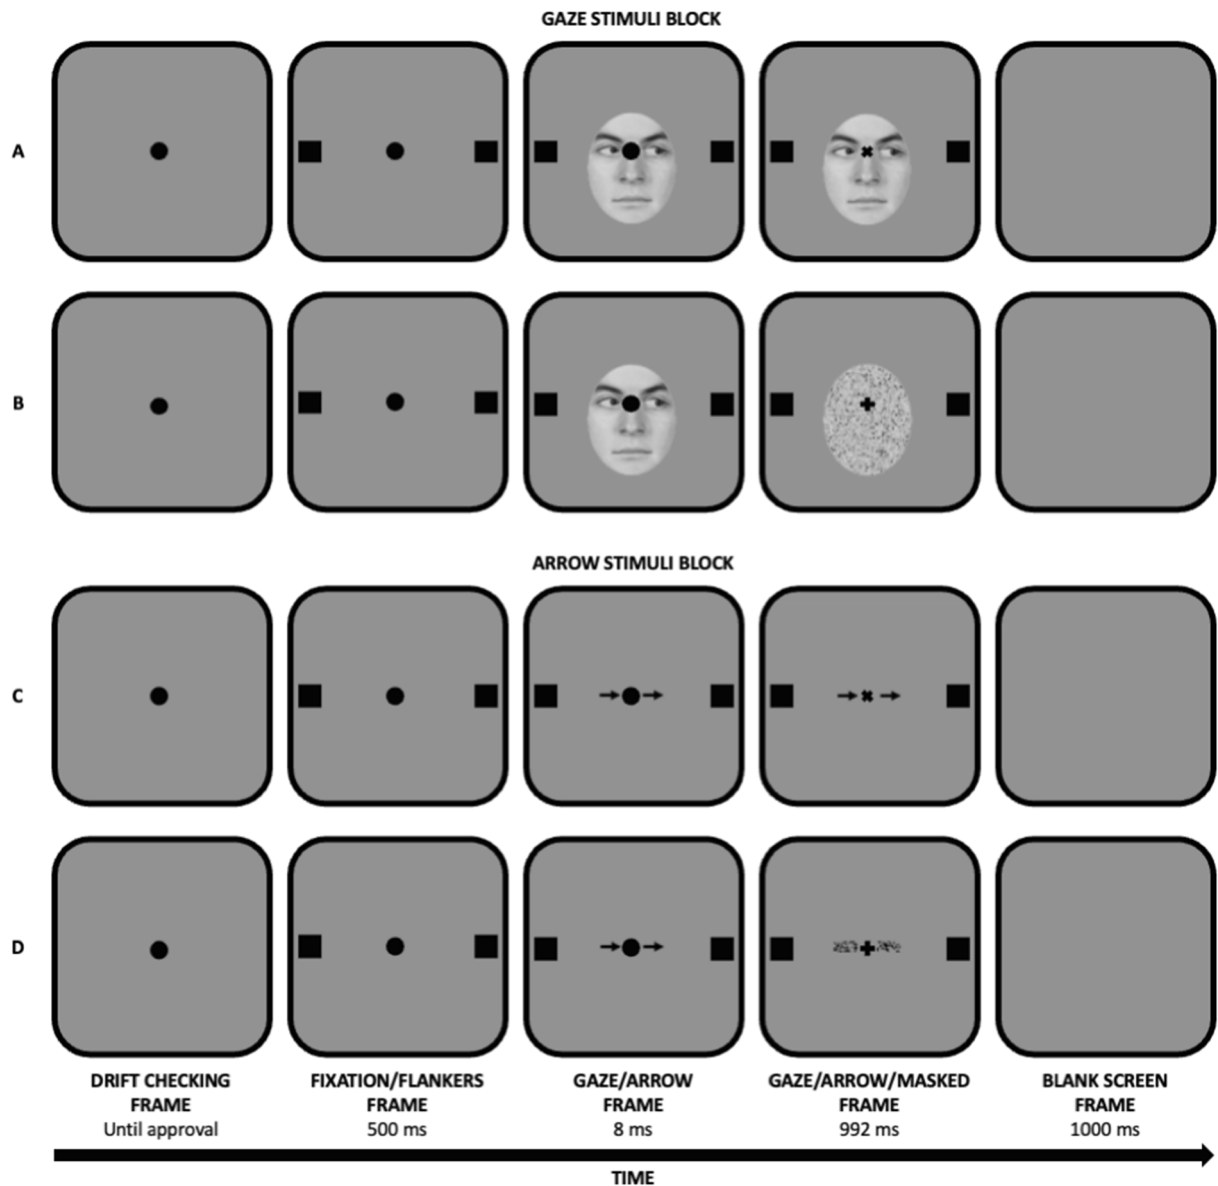 GAZE STIMULI BLOCK
A
B
ARROW STIMULI BLOCK
C
D
DRIFT CHECKING
FRAME
Until approval
FIXATION/FLANKERS
FRAME
500 ms
GAZE/ARROW
FRAME
8 ms
GAZE/ARROW/MASKED
FRAME
992 ms
BLANK SCREEN
FRAME
1000 ms
TIME